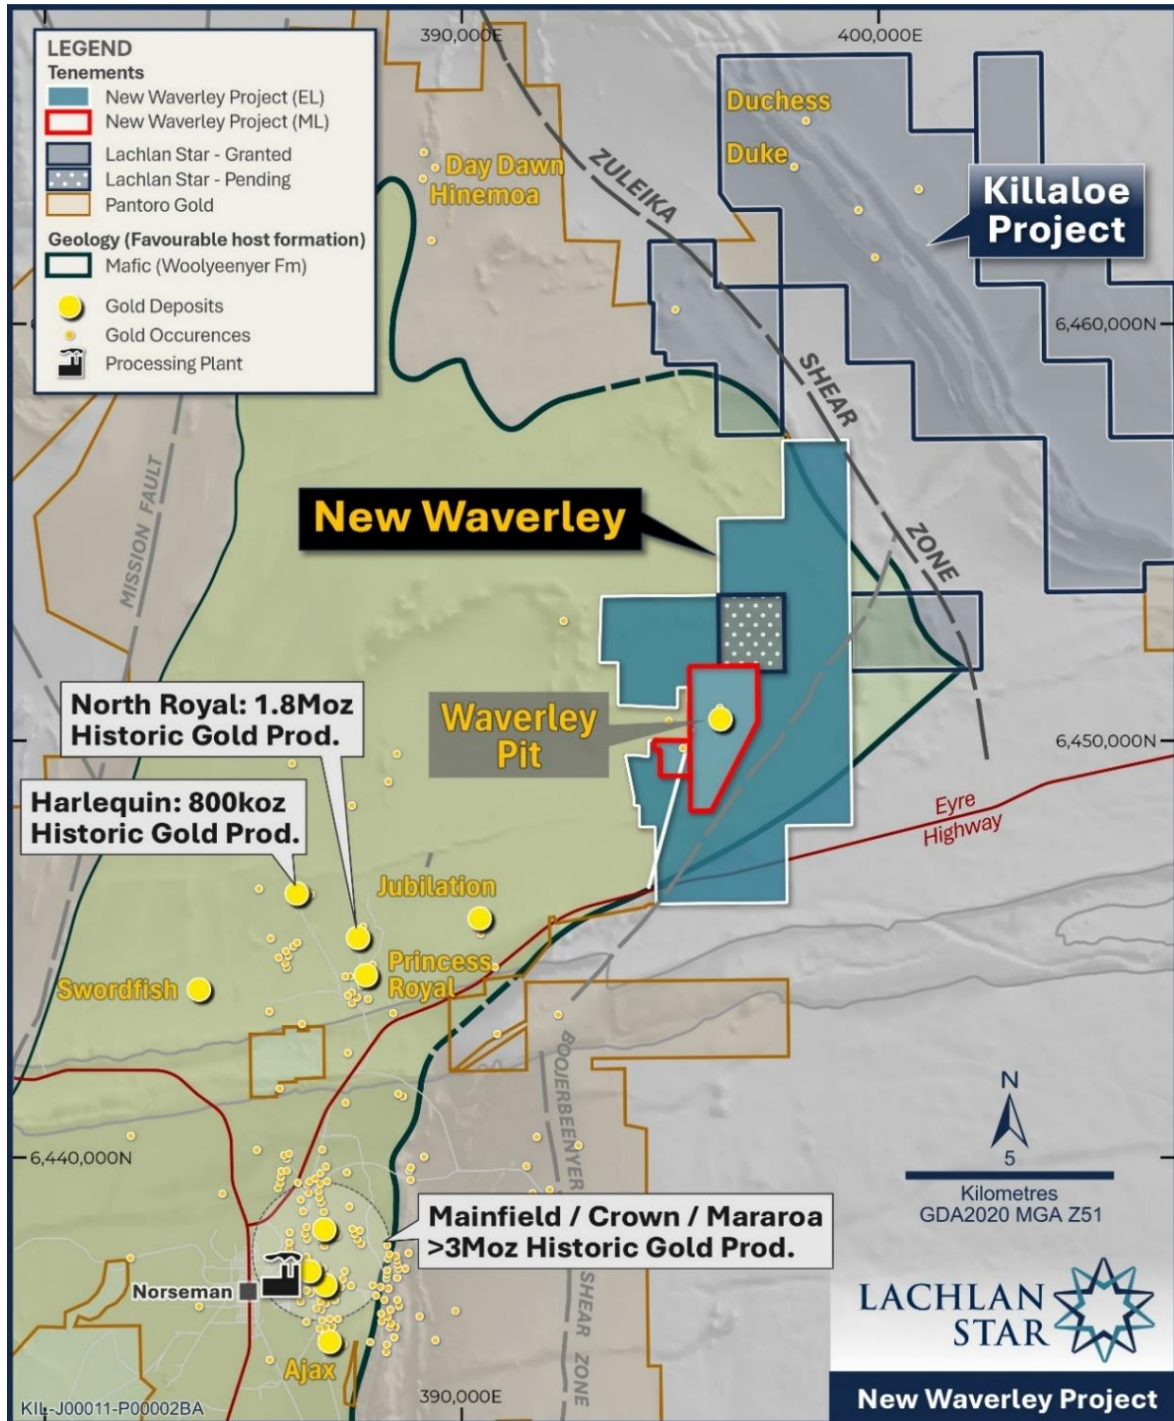 390,000E
400,000E
LEGEND
Tenements
New Waverley Project (EL)
New Waverley Project (ML)
Lachlan Star - Granted
Lachlan Star - Pending
Pantoro Gold
Geology (Favourable host formation)
Mafic (Woolyeenyer Fm)
Gold Deposits
Gold Occurences
Processing Plant
Day Dawn
Hinemoa
Duchess
Duke
Killaloe
Project
ZULEIKA
SHEAR
ZONE
6,460,000N
MISSION FAULT
New Waverley
Waverley
Pit
6,450,000N
North Royal: 1.8Moz
Historic Gold Prod.
Harlequin: 800koz
Historic Gold Prod.
Eyre
Highway
Jubilation
Princess
Royal
Swordfish
BOOJERBEENYER
SHEAR ZONE
6,440,000N
Mainfield / Crown / Mararoa
>3Moz Historic Gold Prod.
Norseman
Ajax
N
5
Kilometres
GDA2020 MGA Z51
LACHLAN
STAR
390,000E
KIL-J00011-P00002BA
New Waverley Project